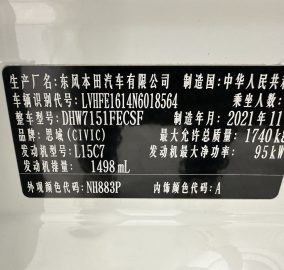 生产厂名:东风本田汽车有限公司 制造国:中华人民共
车辆识别代号:LVHFE1614N6018564 乘坐人数:
整车型号:DHW7151FECSF 制造年月:2021年11
品牌:思域(CIVIC) 最大允许总质量:1740k
发动机型号:L15C7 发动机最大净功率:95kW
发动机排量:1498mL
外观颜色代码:NH883P 内饰颜色代码:A